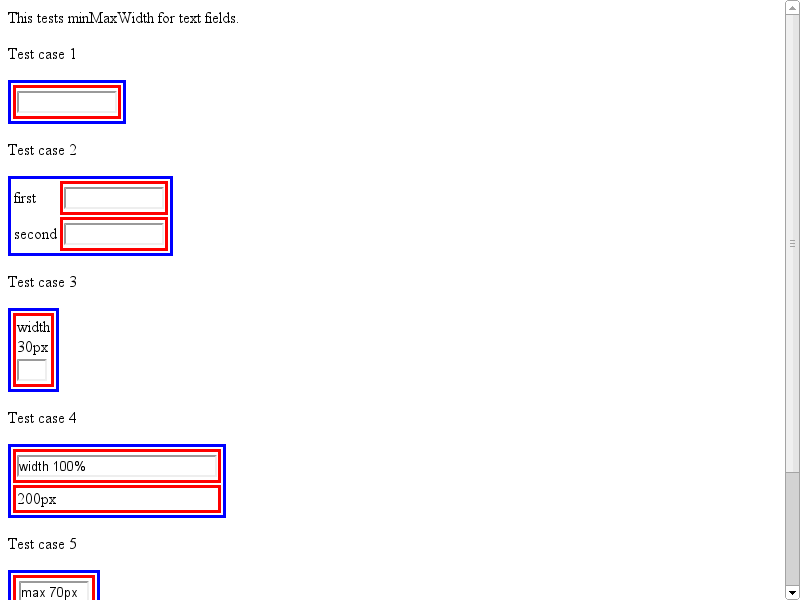 This tests minMaxWidth for text fields.
Test case 1
Test case 2
first
second
Test case 3
width
30px
Test case 4
width 100%
200px
Test case 5
max 70px